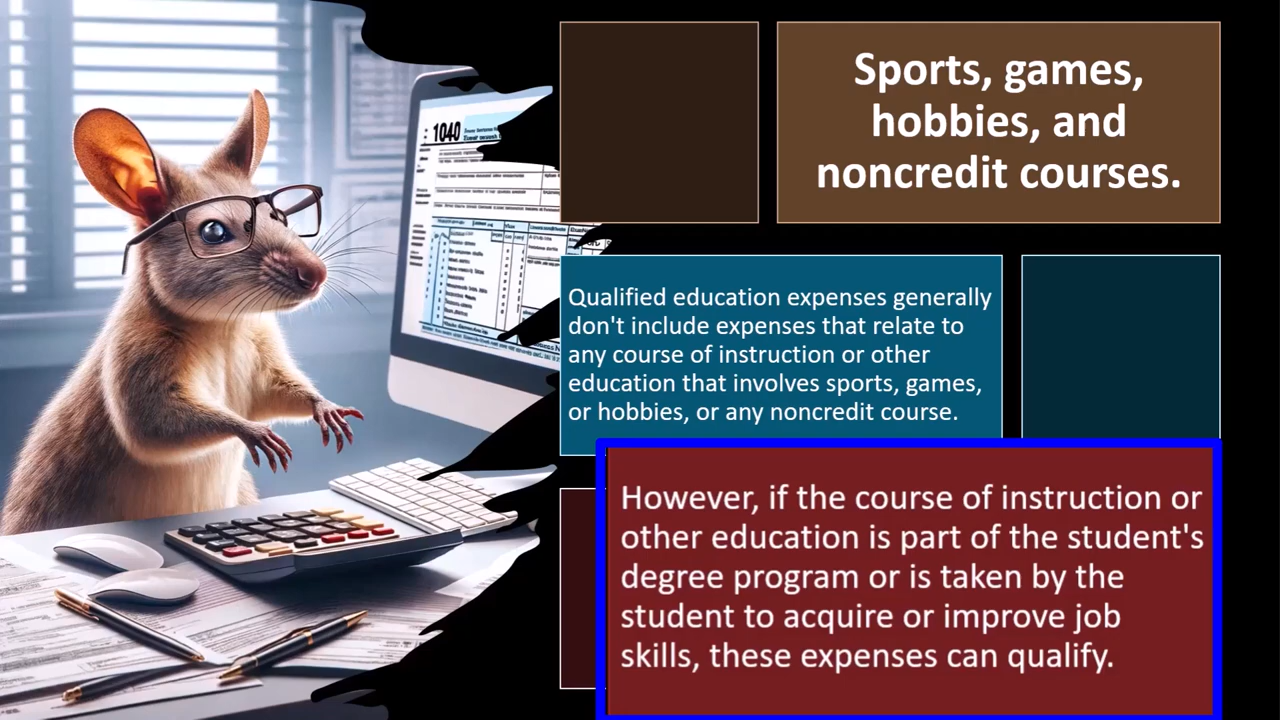 Sports, games,
hobbies, and
noncredit courses.
1040
Qualified education expenses generally
don't include expenses that relate to
any course of instruction or other
education that involves sports, games,
or hobbies, or any noncredit course.
However, if the course of instruction or
other education is part of the student's
degree program or is taken by the
student to acquire or improve job
skills, these expenses can qualify.